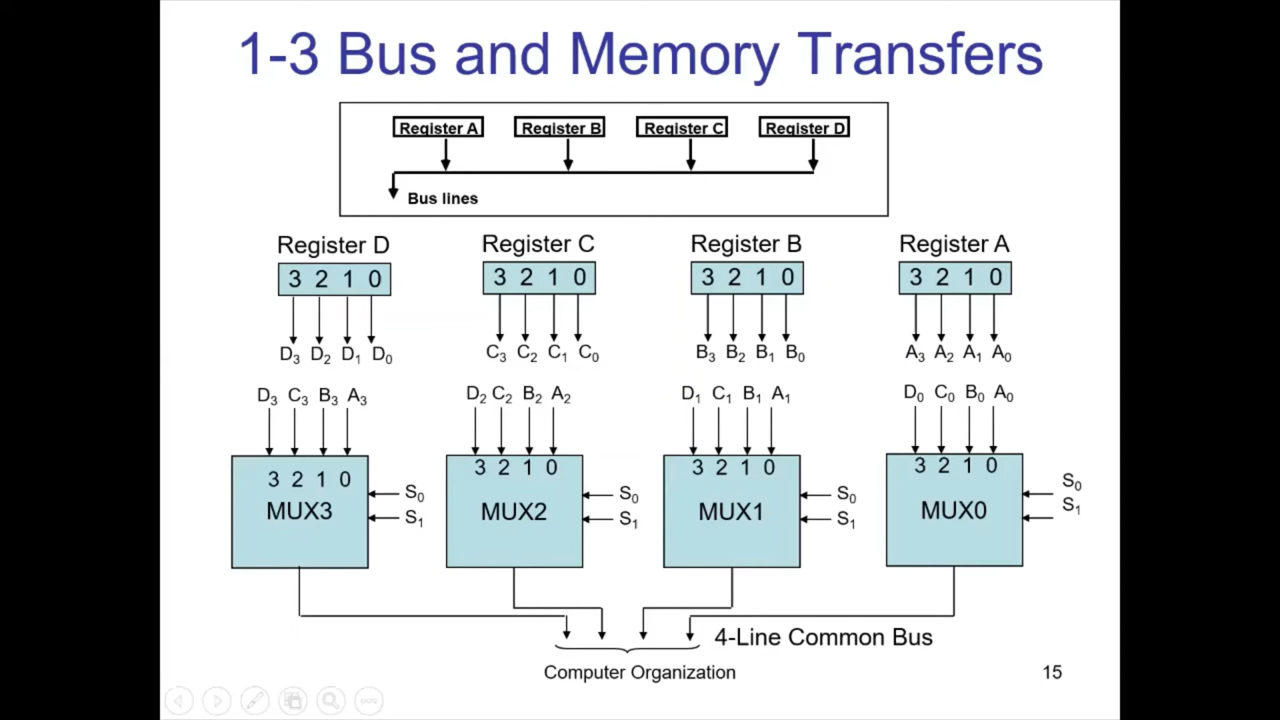 1-3 Bus and Memory Transfers
Register A Register B Register C Register D
Bus lines
Register D Register C Register B Register A
3 2 1 0 3 2 1 0 3 2 1 0 3 2 1 0
D₃ D₂ D₁ D₀ C₃ C₂ C₁ C₀ B₃ B₂ B₁ B₀ A₃ A₂ A₁ A₀
D₃ C₃ B₃ A₃ D₂ C₂ B₂ A₂ D₁ C₁ B₁ A₁ D₀ C₀ B₀ A₀
3 2 1 0 3 2 1 0 3 2 1 0 3 2 1 0
S₀ S₀ S₀ S₀
MUX3 MUX2 MUX1 MUX0
S₁ S₁ S₁ S₁
4-Line Common Bus
Computer Organization 15